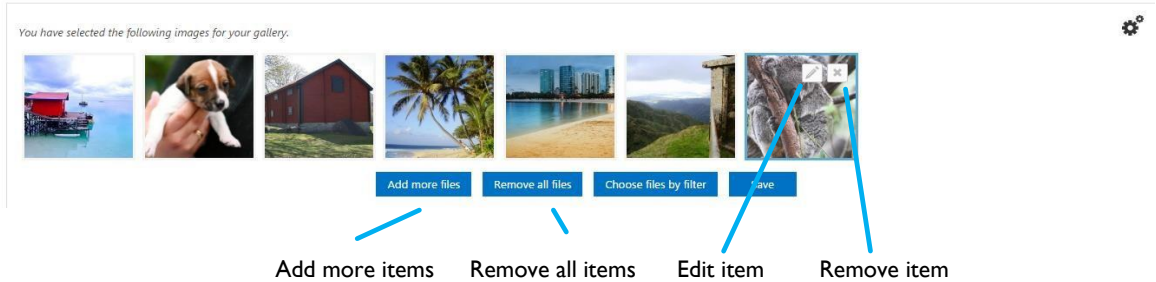 You have selected the following images for your gallery.
Add more files Remove all files Choose files by filter Save
Add more items Remove all items Edit item Remove item